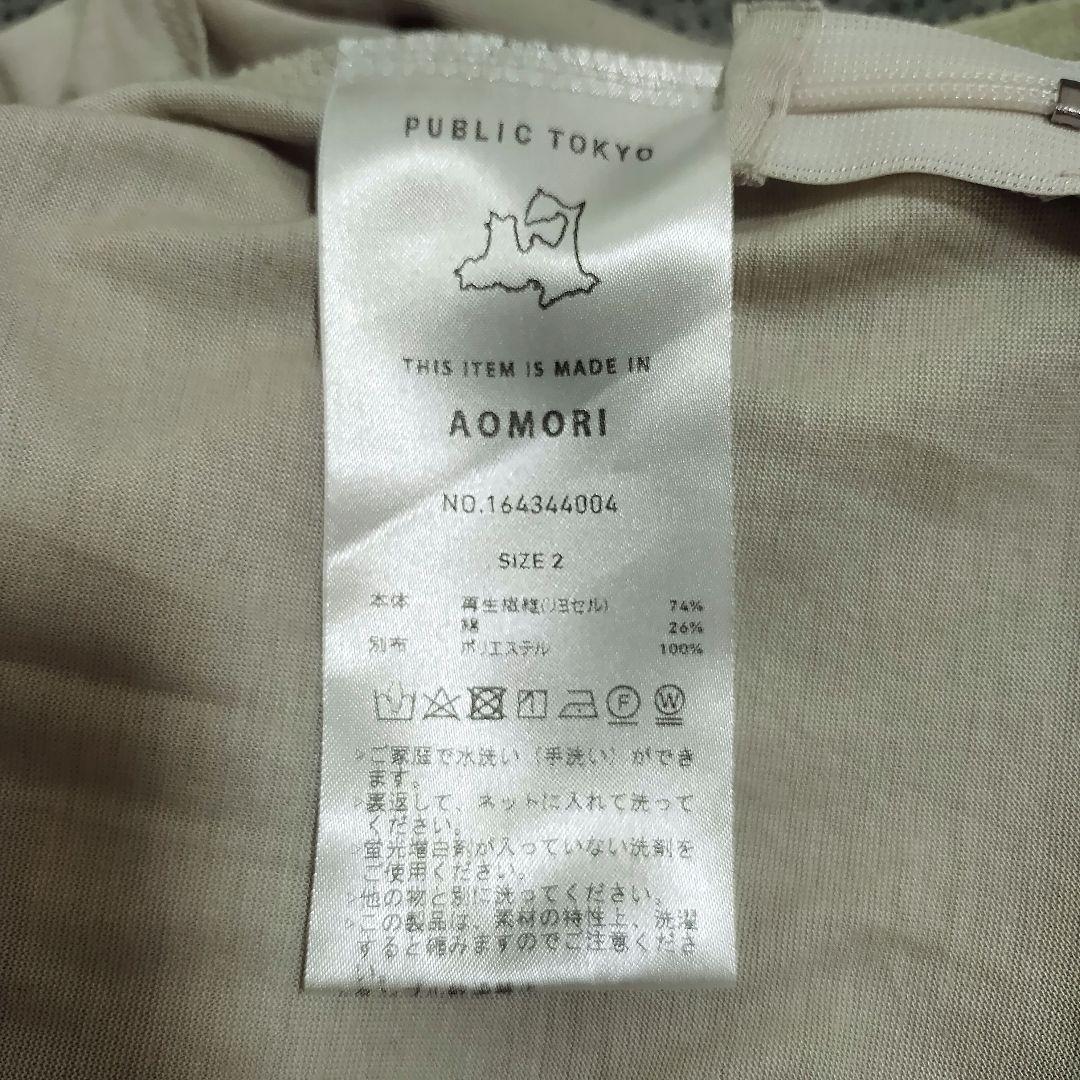 PUBLIC TOKYO
THIS ITEM IS MADE IN
AOMORI
NO.164344004
SIZE 2
本体 再生繊維(リヨセル) 74%
綿 26%
別布 ポリエステル 100%
F W
>ご家庭で水洗い(手洗い)ができ
ます。
>裏返して、ネットに入れて洗って
ください。
>蛍光増白剤が入っていない洗剤を
ご使用ください。
>他の物と別に洗ってください。
>この製品は、素材の特性上、洗濯
すると縮みますのでご注意くださ
い。